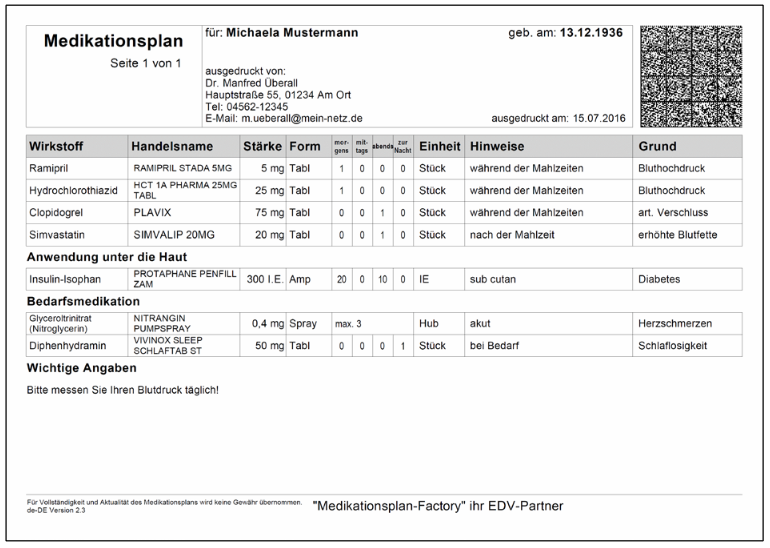 Medikationsplan
Seite 1 von 1
für: Michaela Mustermann
geb. am: 13.12.1936
ausgedruckt von:
Dr. Manfred Überall
Hauptstraße 55, 01234 Am Ort
Tel: 04562-12345
E-Mail: m.ueberall@mein-netz.de
ausgedruckt am: 15.07.2016
Wirkstoff Handelsname Stärke Form mor-gens mit-tags abends zur Nacht Einheit Hinweise Grund
Ramipril RAMIPRIL STADA 5MG 5 mg Tabl 1 0 0 0 Stück während der Mahlzeiten Bluthochdruck
Hydrochlorothiazid HCT 1A PHARMA 25MG TABL 25 mg Tabl 1 0 0 0 Stück während der Mahlzeiten Bluthochdruck
Clopidogrel PLAVIX 75 mg Tabl 0 0 1 0 Stück während der Mahlzeiten art. Verschluss
Simvastatin SIMVALIP 20MG 20 mg Tabl 0 0 1 0 Stück nach der Mahlzeit erhöhte Blutfette
Anwendung unter die Haut
Insulin-Isophan PROTAPHANE PENFILL ZAM 300 I.E. Amp 20 0 10 0 IE sub cutan Diabetes
Bedarfsmedikation
Glyceroltrinitrat (Nitroglycerin) NITRANGIN PUMPSPRAY 0,4 mg Spray max. 3 Hub akut Herzschmerzen
Diphenhydramin VIVINOX SLEEP SCHLAFTAB ST 50 mg Tabl 0 0 0 1 Stück bei Bedarf Schlaflosigkeit
Wichtige Angaben
Bitte messen Sie Ihren Blutdruck täglich!
Für Vollständigkeit und Aktualität des Medikationsplans wird keine Gewähr übernommen.
de-DE Version 2.3
"Medikationsplan-Factory" ihr EDV-Partner